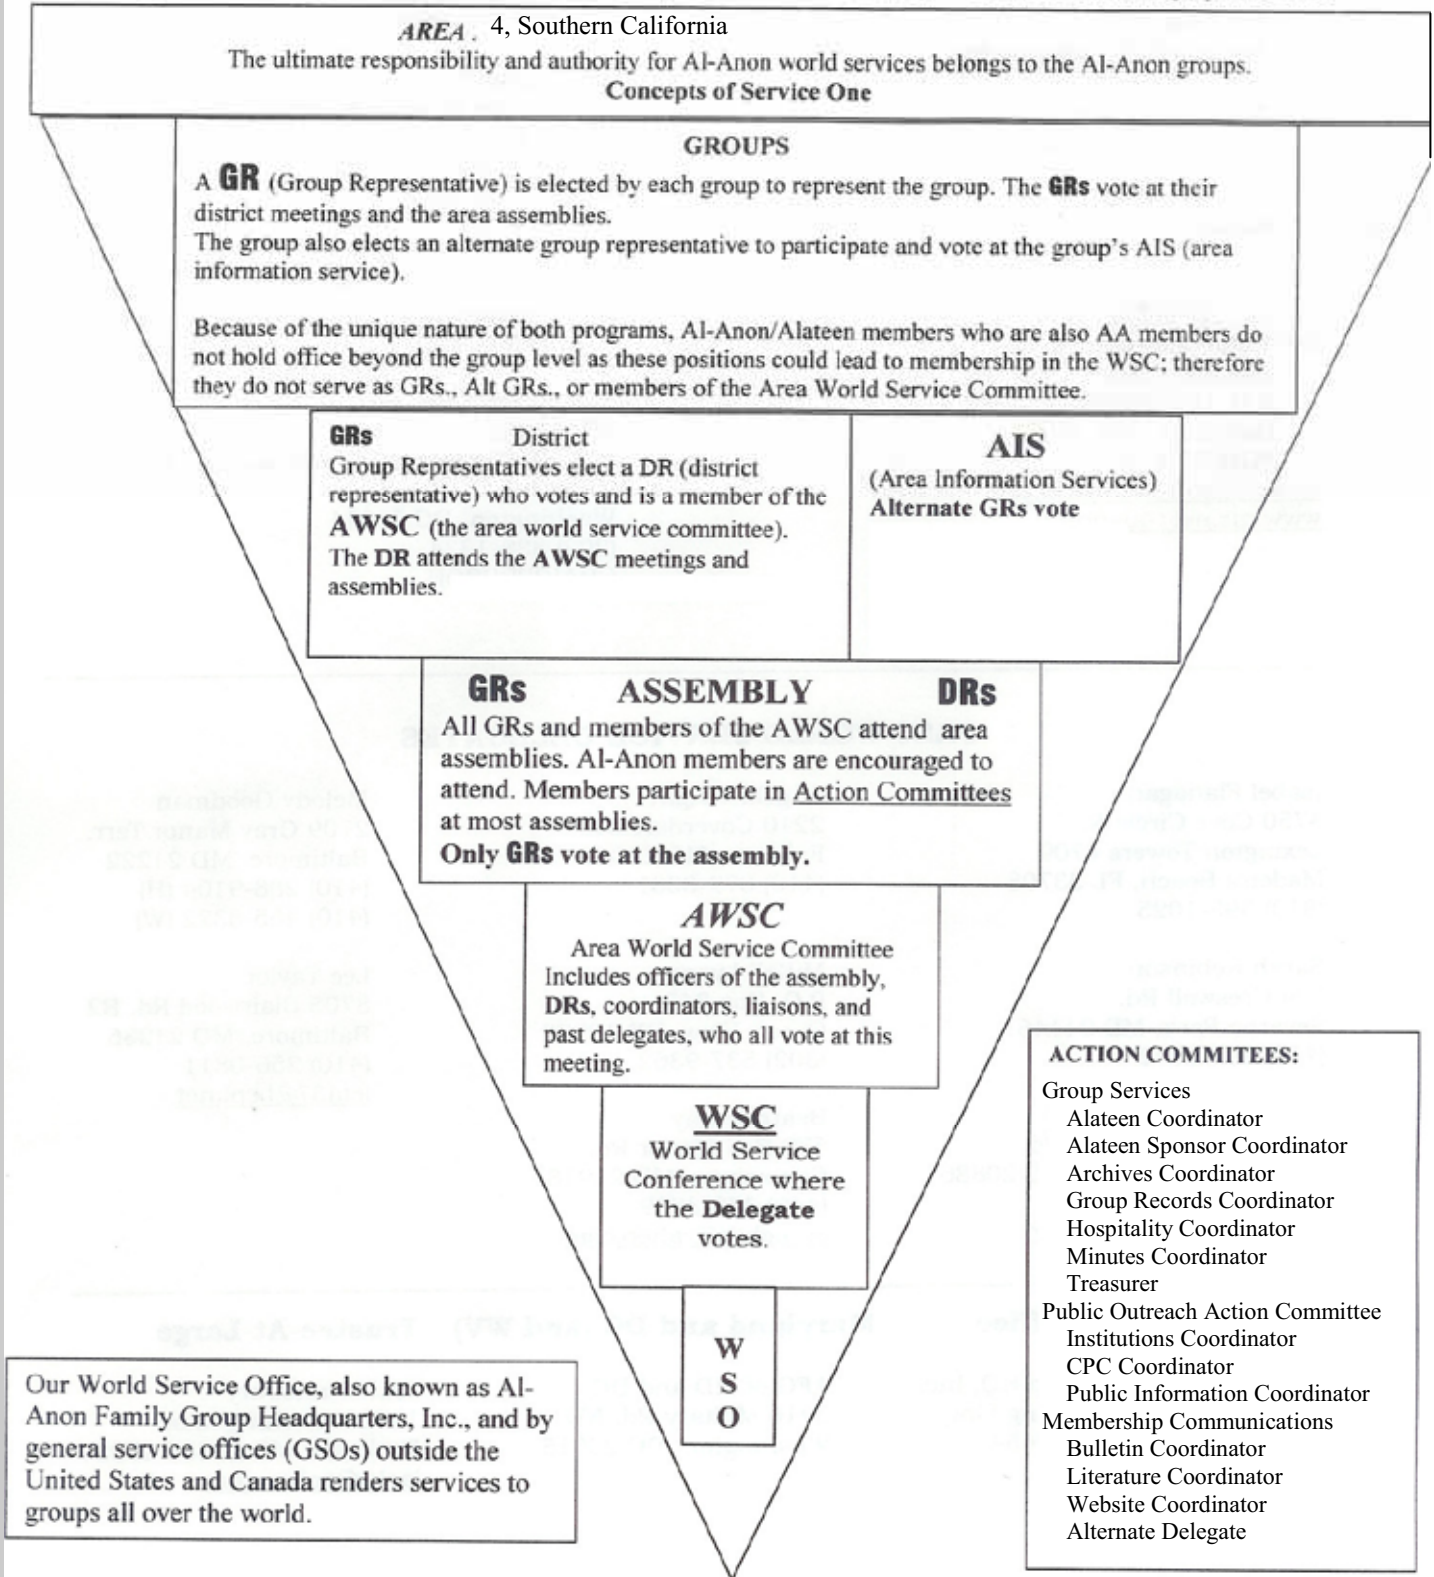 AREA . 4, Southern California
The ultimate responsibility and authority for Al-Anon world services belongs to the Al-Anon groups.
Concepts of Service One
GROUPS
A GR (Group Representative) is elected by each group to represent the group. The GRs vote at their
district meetings and the area assemblies.
The group also elects an alternate group representative to participate and vote at the group's AIS (area
information service).
Because of the unique nature of both programs, Al-Anon/Alateen members who are also AA members do
not hold office beyond the group level as these positions could lead to membership in the WSC; therefore
they do not serve as GRs., Alt GRs., or members of the Area World Service Committee.
GRs District
Group Representatives elect a DR (district
representative) who votes and is a member of the
AWSC (the area world service committee).
The DR attends the AWSC meetings and
assemblies.
AIS
(Area Information Services)
Alternate GRs vote
GRs ASSEMBLY DRs
All GRs and members of the AWSC attend area
assemblies. Al-Anon members are encouraged to
attend. Members participate in Action Committees
at most assemblies.
Only GRs vote at the assembly.
AWSC
Area World Service Committee
Includes officers of the assembly,
DRs, coordinators, liaisons, and
past delegates, who all vote at this
meeting.
WSC
World Service
Conference where
the Delegate
votes.
W
S
O
Our World Service Office, also known as Al-
Anon Family Group Headquarters, Inc., and by
general service offices (GSOs) outside the
United States and Canada renders services to
groups all over the world.
ACTION COMMITEES:
Group Services
Alateen Coordinator
Alateen Sponsor Coordinator
Archives Coordinator
Group Records Coordinator
Hospitality Coordinator
Minutes Coordinator
Treasurer
Public Outreach Action Committee
Institutions Coordinator
CPC Coordinator
Public Information Coordinator
Membership Communications
Bulletin Coordinator
Literature Coordinator
Website Coordinator
Alternate Delegate